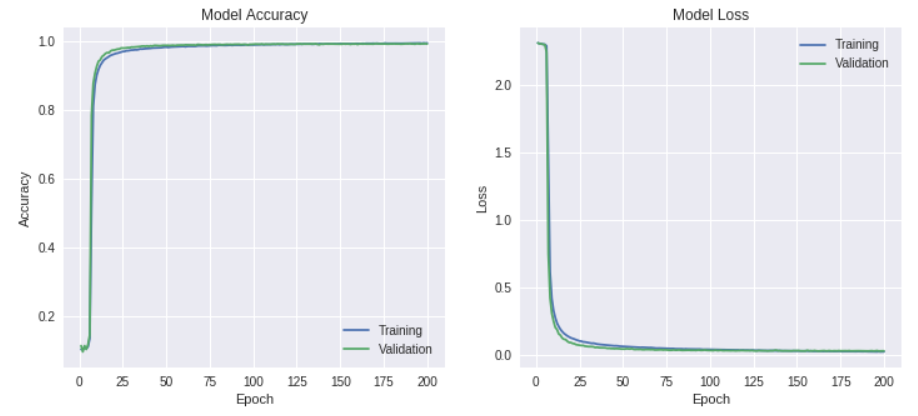 Model Accuracy
1.0
0.8
0.6
0.4
0.2
Accuracy
Training
Validation
0 25 50 75 100 125 150 175 200
Epoch
Model Loss
2.0
1.5
1.0
0.5
0.0
Loss
Training
Validation
0 25 50 75 100 125 150 175 200
Epoch